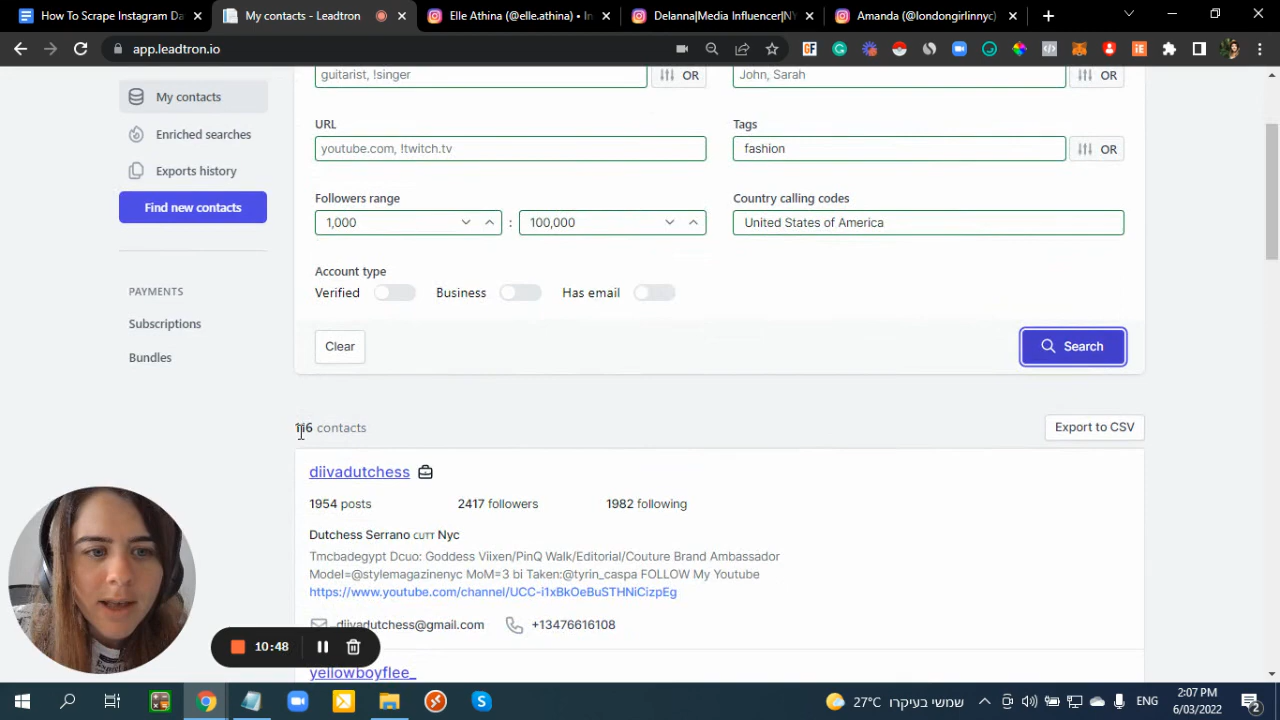 How To Scrape Instagram Da
My contacts - Leadtron
Elle Athina (@elle.athina) • In
Delanna|Media Influencer|N
Amanda (@londongirlinnyc)
app.leadtron.io
My contacts
Enriched searches
Exports history
Find new contacts
PAYMENTS
Subscriptions
Bundles
guitarist, !singer
OR
John, Sarah
OR
URL
youtube.com, !twitch.tv
Tags
fashion
OR
Followers range
1,000
:
100,000
Country calling codes
United States of America
Account type
Verified
Business
Has email
Clear
Search
116 contacts
Export to CSV
diivadutchess
1954 posts
2417 followers
1982 following
Dutchess Serrano CUTT Nyc
Tmcbadegypt Dcuo: Goddess Viixen/PinQ Walk/Editorial/Couture Brand Ambassador
Model=@stylemagazinenyc MoM=3 bi Taken:@tyrin_caspa FOLLOW My Youtube
https://www.youtube.com/channel/UCC-i1xBkOeBuSTHNiCizpEg
diivadutchess@gmail.com
+13476616108
yellowboyflee_
10:48
27°C שמשי בעיקרו
ENG
2:07 PM
6/03/2022
2